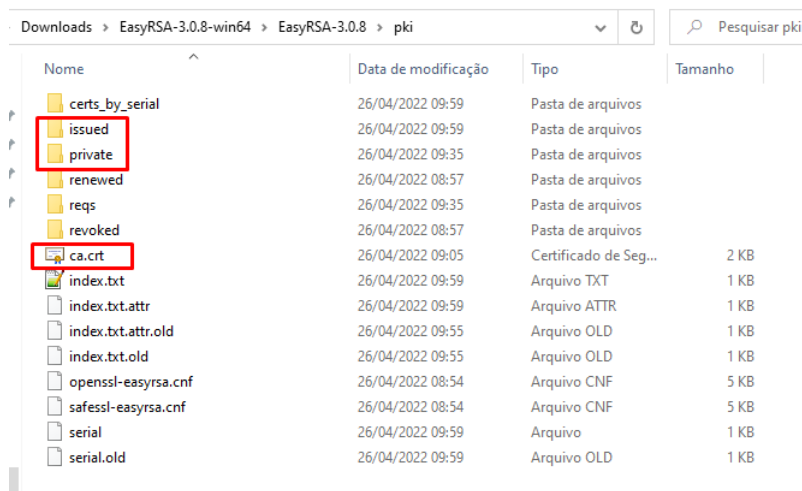 Downloads > EasyRSA-3.0.8-win64 > EasyRSA-3.0.8 > pki Pesquisar pki
Nome Data de modificação Tipo Tamanho
certs_by_serial 26/04/2022 09:59 Pasta de arquivos
issued 26/04/2022 09:59 Pasta de arquivos
private 26/04/2022 09:35 Pasta de arquivos
renewed 26/04/2022 08:57 Pasta de arquivos
reqs 26/04/2022 09:35 Pasta de arquivos
revoked 26/04/2022 08:57 Pasta de arquivos
ca.crt 26/04/2022 09:05 Certificado de Seg... 2 KB
index.txt 26/04/2022 09:59 Arquivo TXT 1 KB
index.txt.attr 26/04/2022 09:59 Arquivo ATTR 1 KB
index.txt.attr.old 26/04/2022 09:55 Arquivo OLD 1 KB
index.txt.old 26/04/2022 09:55 Arquivo OLD 1 KB
openssl-easyrsa.cnf 26/04/2022 08:54 Arquivo CNF 5 KB
safessl-easyrsa.cnf 26/04/2022 08:54 Arquivo CNF 5 KB
serial 26/04/2022 09:59 Arquivo 1 KB
serial.old 26/04/2022 09:59 Arquivo OLD 1 KB